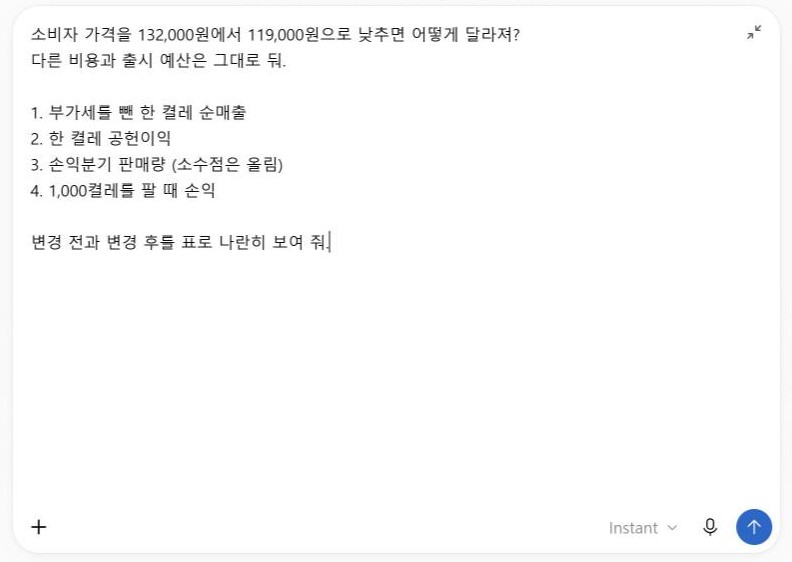 소비자 가격을 132,000원에서 119,000원으로 낮추면 어떻게 달라져?
다른 비용과 출시 예산은 그대로 둬.
1. 부가세를 뺀 한 켤레 순매출
2. 한 켤레 공헌이익
3. 손익분기 판매량 (소수점은 올림)
4. 1,000켤레를 팔 때 손익
변경 전과 변경 후를 표로 나란히 보여 줘.
Instant